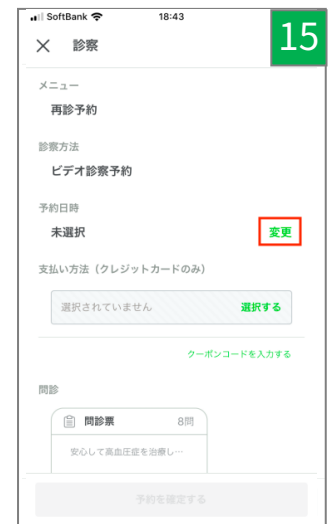 SoftBank 18:43
15
× 診察
メニュー
再診予約
診察方法
ビデオ診察予約
予約日時
未選択 変更
支払い方法（クレジットカードのみ）
選択されていません 選択する
クーポンコードを入力する
問診
問診票 8問
安心して高血圧症を治療し…
予約を確定する